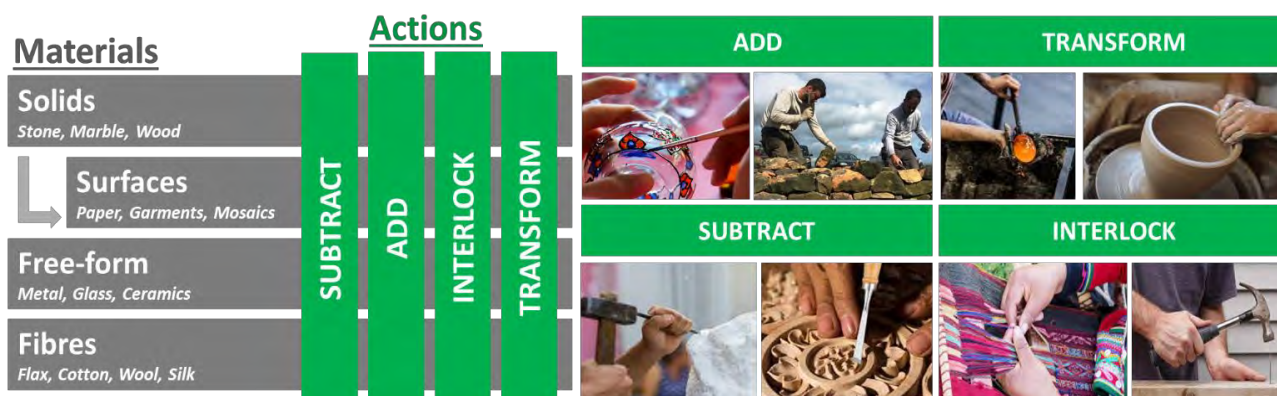 Materials
Actions
Solids
Stone, Marble, Wood
Surfaces
Paper, Garments, Mosaics
Free-form
Metal, Glass, Ceramics
Fibres
Flax, Cotton, Wool, Silk
SUBTRACT
ADD
INTERLOCK
TRANSFORM
ADD
TRANSFORM
SUBTRACT
INTERLOCK